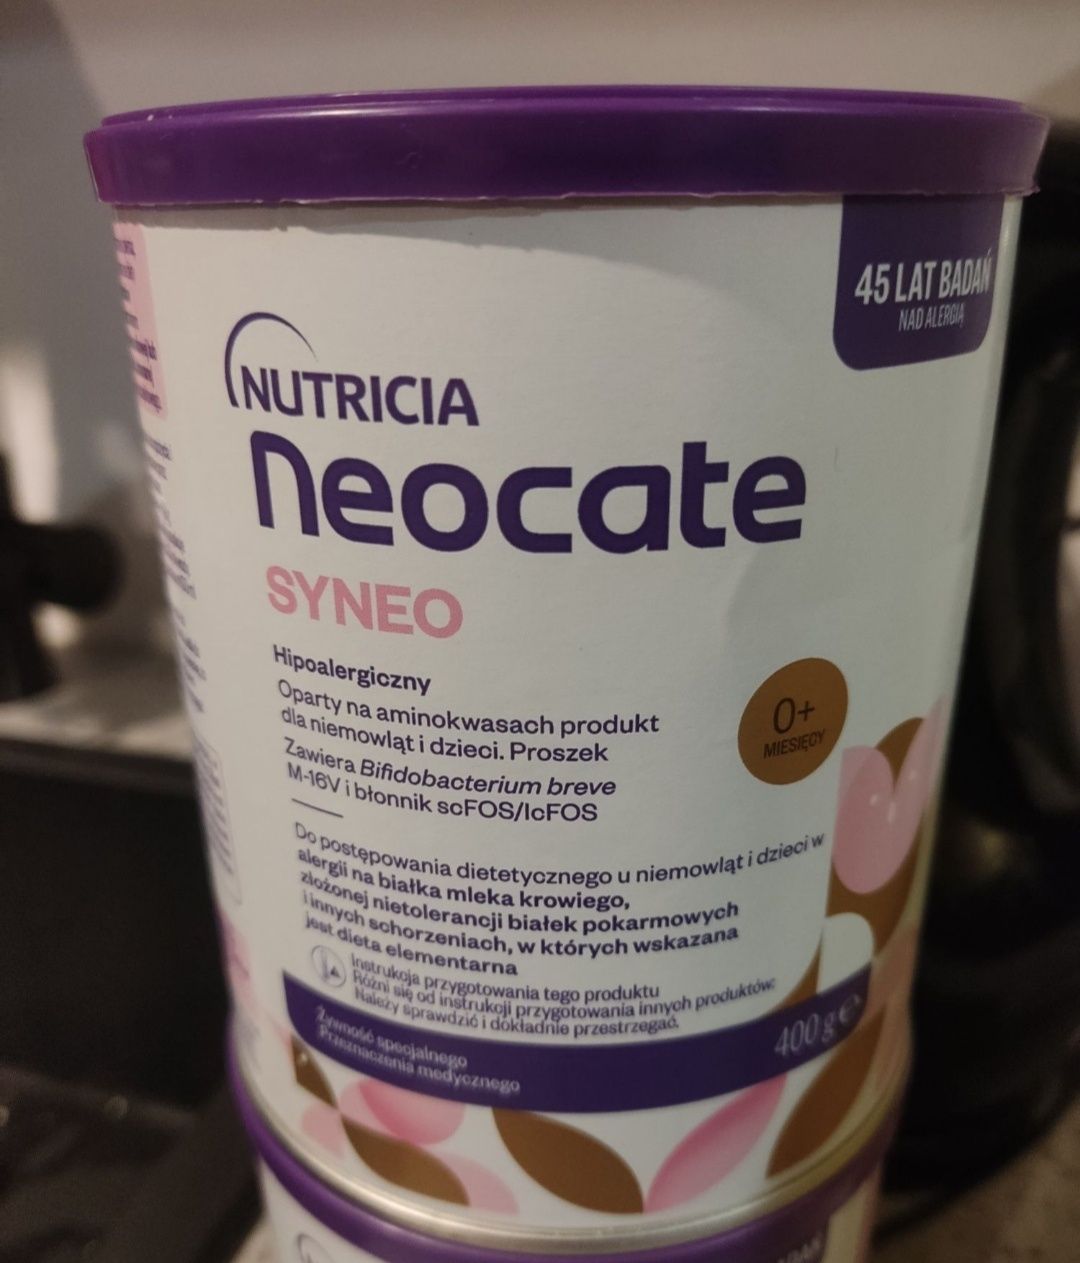 45 LAT BADAŃ
NAD ALERGIĄ
NUTRICIA
neocate
SYNEO
Hipoalergiczny
Oparty na aminokwasach produkt
dla niemowląt i dzieci. Proszek
Zawiera Bifidobacterium breve
M-16V i błonnik scFOS/lcFOS
0+
MIESIĘCY
Do postępowania dietetycznego u niemowląt i dzieci w
alergii na białka mleka krowiego,
złożonej nietolerancji białek pokarmowych
i innych schorzeniach, w których wskazana
jest dieta elementarna
Instrukcja przygotowania tego produktu
Różni się od instrukcji przygotowania innych produktów.
Należy sprawdzić i dokładnie przestrzegać.
Żywność specjalnego
Przeznaczenia medycznego
400 g e